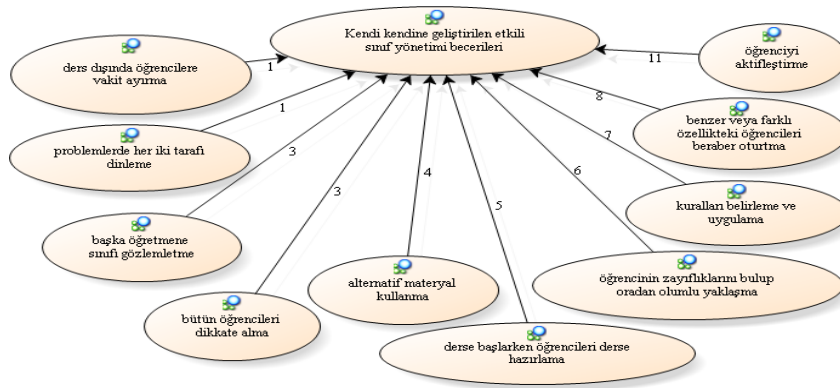 Kendi kendine geliştirilen etkili
sınıf yönetimi becerileri
ders dışında öğrencilere
vakit ayırma
1
problemlerde her iki tarafı
dinleme
1
başka öğretmene
sınıfı gözlemletme
3
bütün öğrencileri
dikkate alma
3
alternatif materyal
kullanma
4
derse başlarken öğrencileri derse
hazırlama
5
öğrencinin zayıflıklarını bulup
oradan olumlu yaklaşma
6
kuralları belirleme ve
uygulama
7
benzer veya farklı
özellikteki öğrencileri
beraber oturtma
8
öğrenciyi
aktifleştirme
11